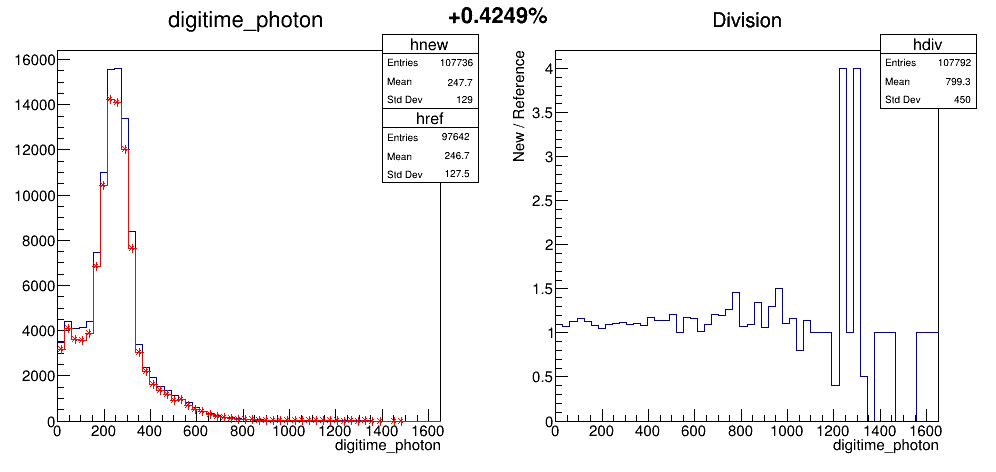 +0.4249%
digitime_photon
hnew
Entries 107736
Mean 247.7
Std Dev 129
href
Entries 97642
Mean 246.7
Std Dev 127.5
16000
14000
12000
10000
8000
6000
4000
2000
0
0 200 400 600 800 1000 1200 1400 1600
digitime_photon
Division
hdiv
Entries 107792
Mean 799.3
Std Dev 450
New / Reference
4
3.5
3
2.5
2
1.5
1
0.5
0
0 200 400 600 800 1000 1200 1400 1600
digitime_photon